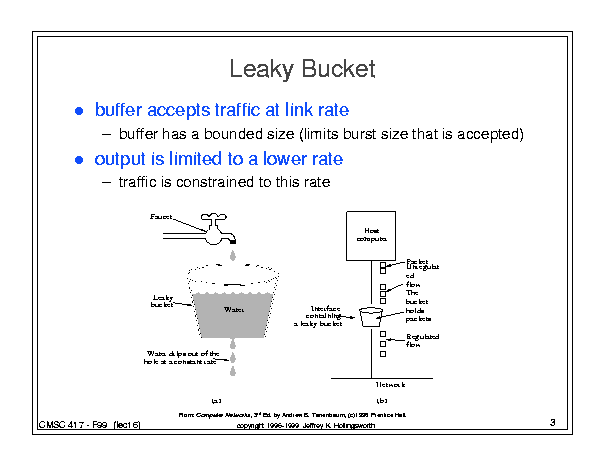 Leaky Bucket
● buffer accepts traffic at link rate
– buffer has a bounded size (limits burst size that is accepted)
● output is limited to a lower rate
– traffic is constrained to this rate
Faucet
Leaky
bucket
Water
Water drips out of the
hole at a constant rate
(a)
Host
computer
Packet
Unregulat
ed
flow
The
bucket
holds
packets
Interface
containing
a leaky bucket
Regulated
flow
Network
(b)
From: Computer Networks, 3rd Ed. by Andrew S. Tanenbaum, (c)1996 Prentice Hall.
CMSC 417 - F99 (lect16)
copyright 1996-1999 Jeffrey K. Hollingsworth
3